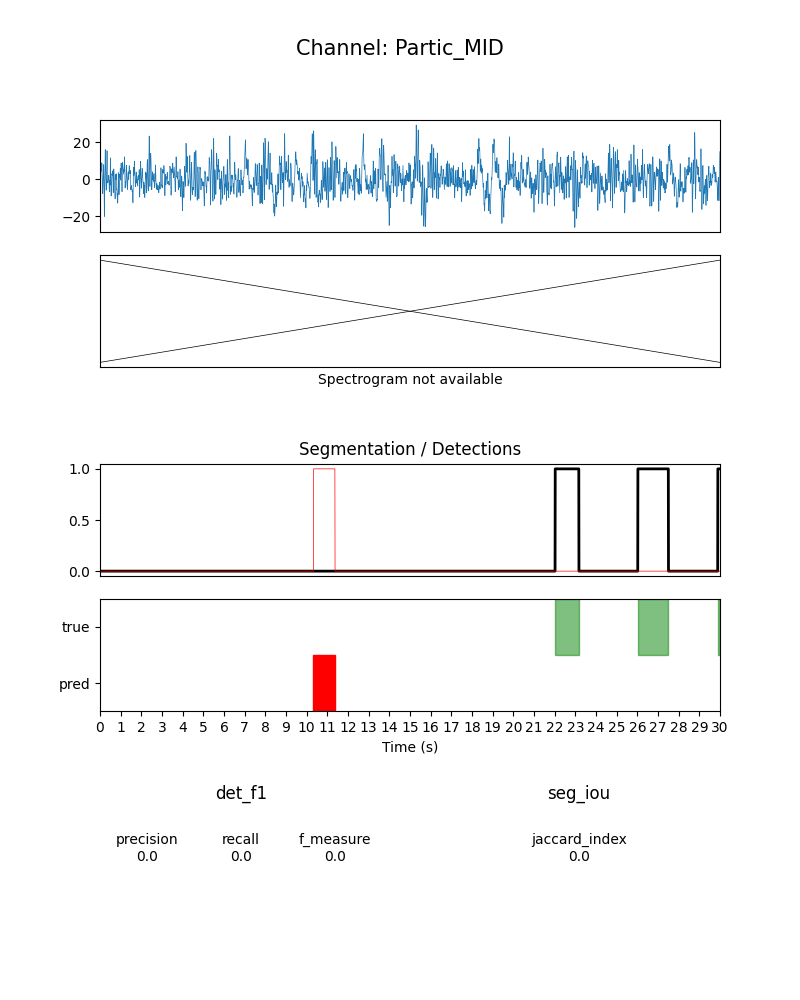 Channel: Partic_MID
20
0
−20
Spectrogram not available
Segmentation / Detections
1.0
0.5
0.0
true
pred
0 1 2 3 4 5 6 7 8 9 10 11 12 13 14 15 16 17 18 19 20 21 22 23 24 25 26 27 28 29 30
Time (s)
det_f1 seg_iou
precision recall f_measure jaccard_index
0.0 0.0 0.0 0.0